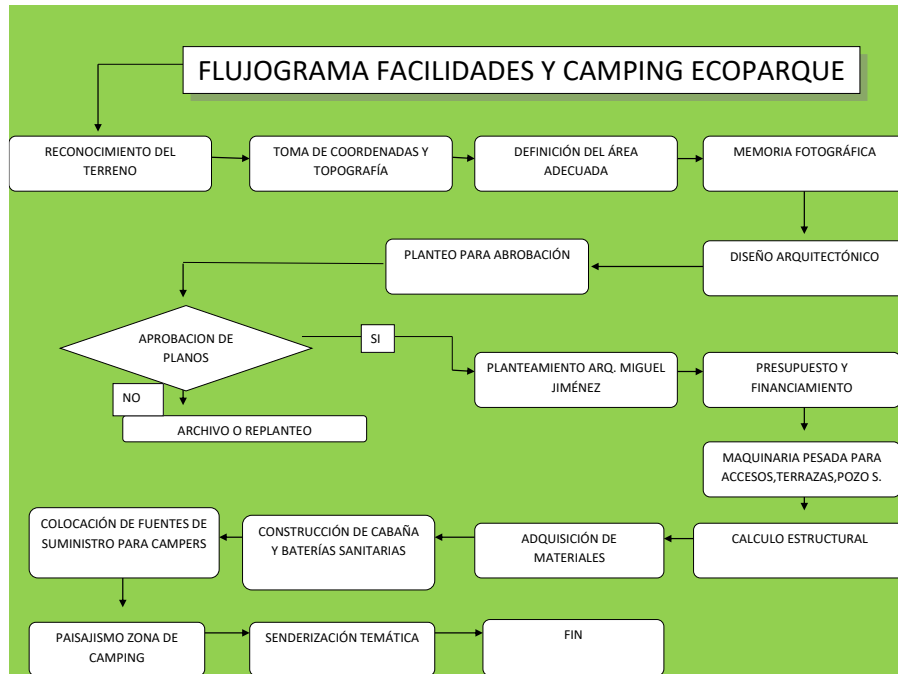 FLUJOGRAMA FACILIDADES Y CAMPING ECOPARQUE
RECONOCIMIENTO DEL
TERRENO
TOMA DE COORDENADAS Y
TOPOGRAFÍA
DEFINICIÓN DEL ÁREA
ADECUADA
MEMORIA FOTOGRÁFICA
DISEÑO ARQUITECTÓNICO
PLANTEO PARA ABROBACIÓN
APROBACION DE
PLANOS
SI
NO
ARCHIVO O REPLANTEO
PLANTEAMIENTO ARQ. MIGUEL
JIMÉNEZ
PRESUPUESTO Y
FINANCIAMIENTO
MAQUINARIA PESADA PARA
ACCESOS,TERRAZAS,POZO S.
CALCULO ESTRUCTURAL
ADQUISICIÓN DE
MATERIALES
CONSTRUCCIÓN DE CABAÑA
Y BATERÍAS SANITARIAS
COLOCACIÓN DE FUENTES DE
SUMINISTRO PARA CAMPERS
PAISAJISMO ZONA DE
CAMPING
SENDERIZACIÓN TEMÁTICA
FIN